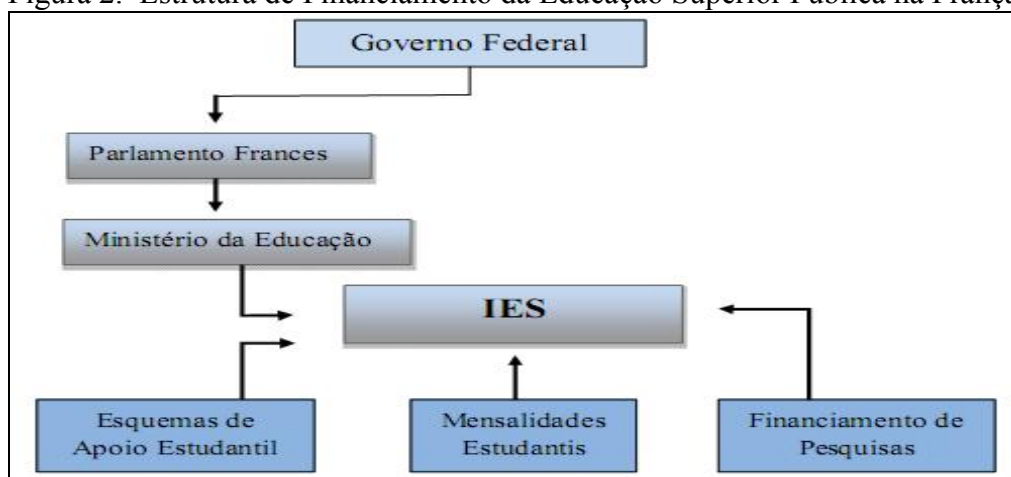 Figura 2. Estrutura de Financiamento da Educação Superior Pública na França
Governo Federal
Parlamento Frances
Ministério da Educação
IES
Esquemas de
Apoio Estudantil
Mensalidades
Estudantis
Financiamento de
Pesquisas